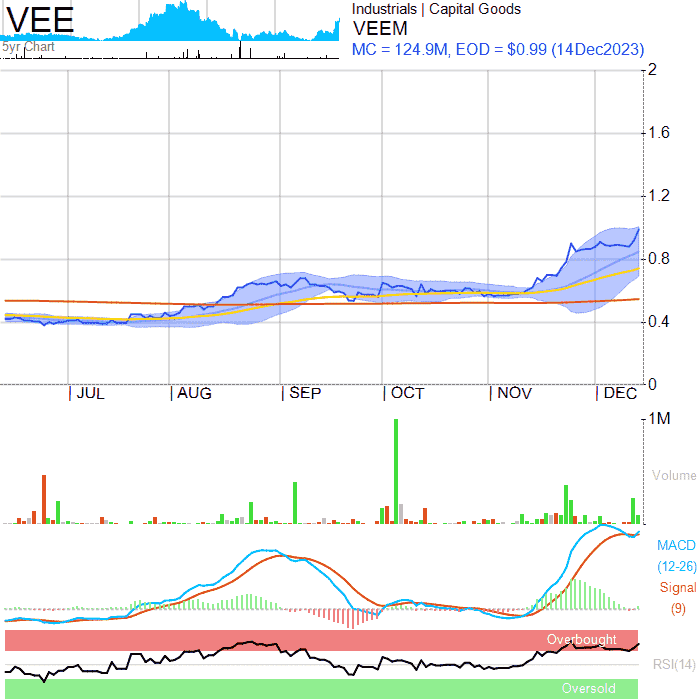 VEE
5yr Chart
Industrials | Capital Goods
VEEM
MC = 124.9M, EOD = $0.99 (14Dec2023)
2
1.6
1.2
0.8
0.4
0
| JUL | AUG | SEP | OCT | NOV | DEC
1M
Volume
MACD
(12-26)
Signal
(9)
Overbought
RSI(14)
Oversold